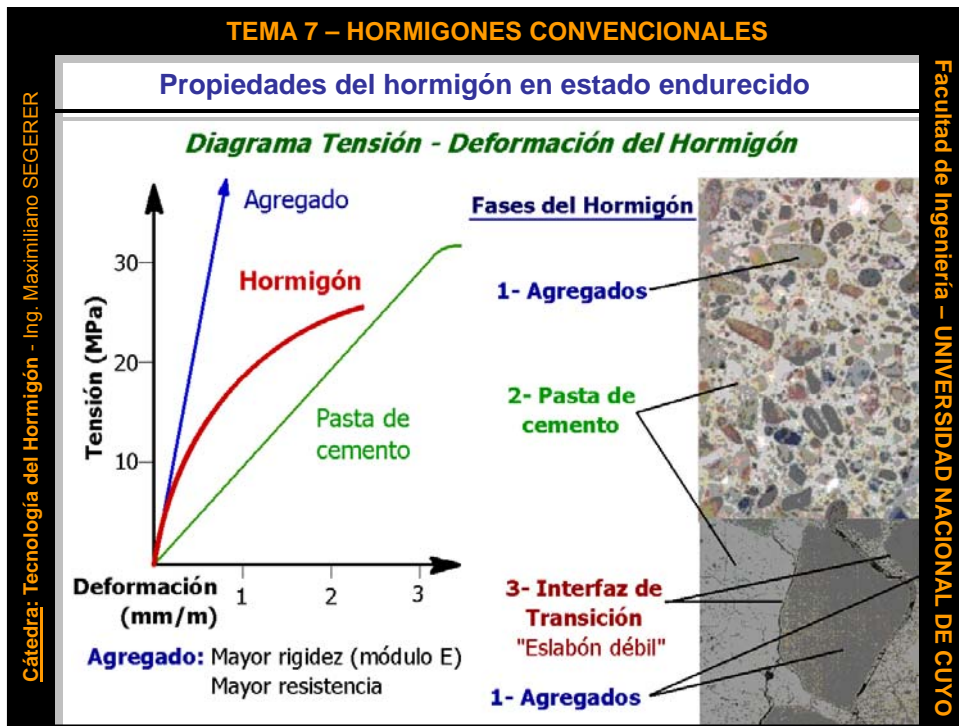 TEMA 7 – HORMIGONES CONVENCIONALES
Propiedades del hormigón en estado endurecido
Cátedra: Tecnología del Hormigón - Ing. Maximiliano SEGERER
Facultad de Ingeniería – UNIVERSIDAD NACIONAL DE CUYO
Diagrama Tensión - Deformación del Hormigón
Tensión (MPa)
30
20
10
Agregado
Hormigón
Pasta de
cemento
Deformación
(mm/m)
1
2
3
Agregado: Mayor rigidez (módulo E)
Mayor resistencia
Fases del Hormigón
1- Agregados
2- Pasta de
cemento
3- Interfaz de
Transición
"Eslabón débil"
1- Agregados